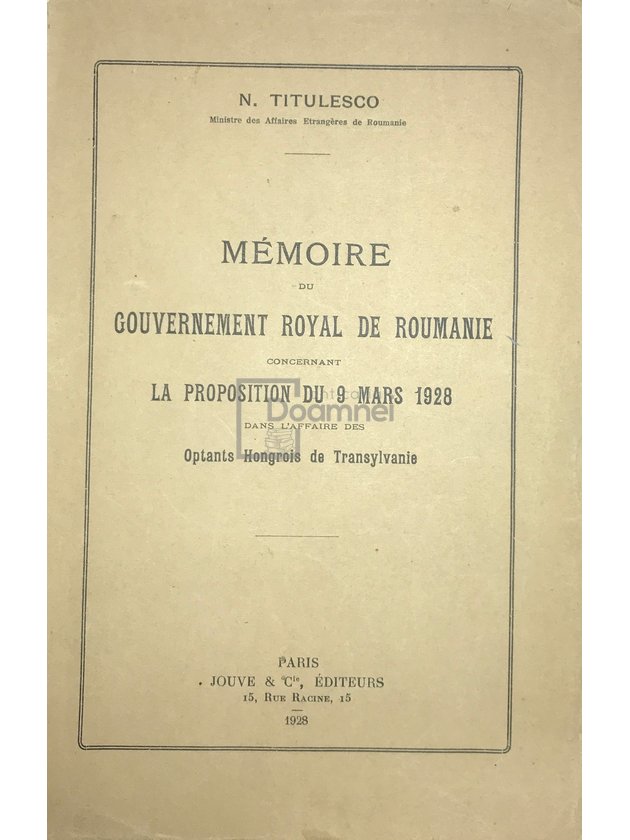 N. TITULESCO
Ministre des Affaires Etrangères de Roumanie
MÉMOIRE
DU
GOUVERNEMENT ROYAL DE ROUMANIE
CONCERNANT
LA PROPOSITION DU 9 MARS 1928
Doamnei
DANS L'AFFAIRE DES
Optants Hongrois de Transylvanie
PARIS
JOUVE & Cie, ÉDITEURS
15, RUE RACINE, 15
1928